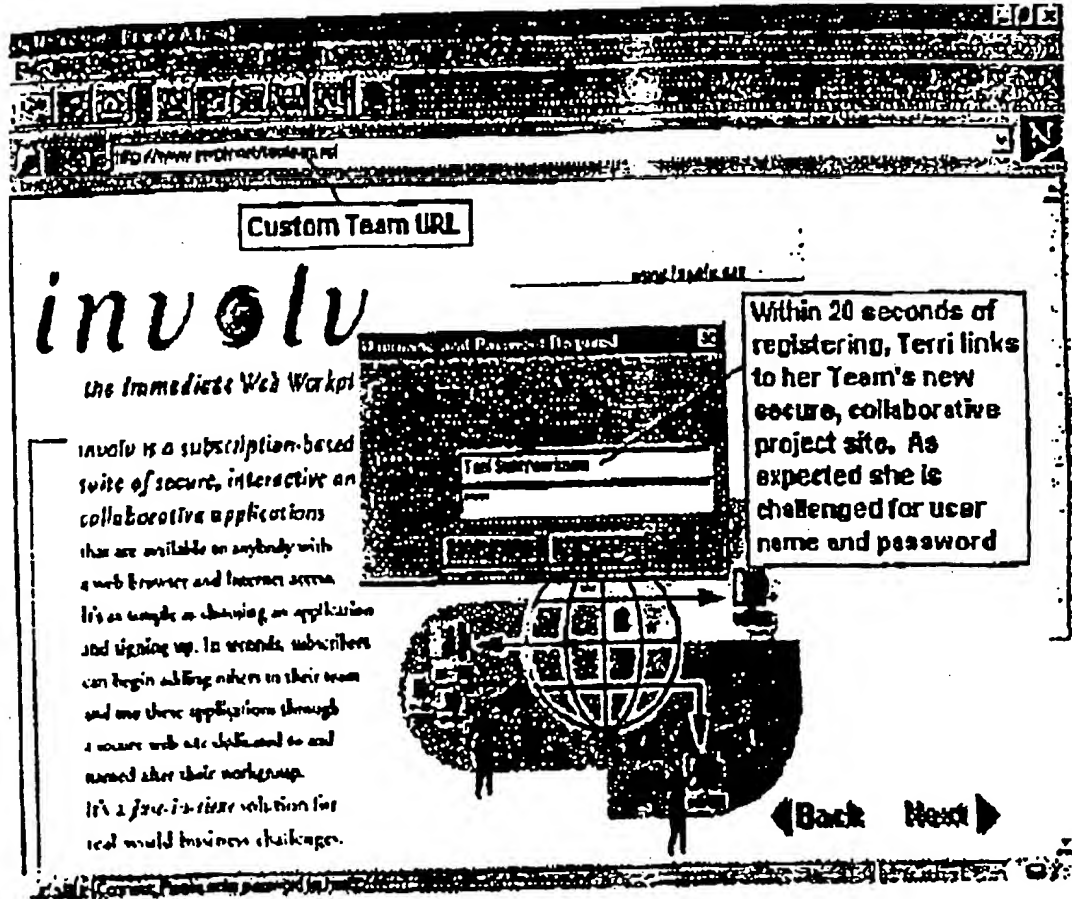 Custom Team URL
involv
the Immediate Web
Within 20 seconds of
registering, Terri links
to her Team's new
secure, collaborative
project site. As
expected she is
challenged for user
name and password
and Password Required
Involv is a subscription-based
suite of secure, interactive an
collaborative applications
that are available to anybody with
a web browser and Internet access.
It's as simple as choosing an application
and signing up. In seconds, subscribers
can begin adding others to their team
and use these applications through
a secure web site dedicated to and
named after their workgroup.
It's a just-in-time solution for
real world business challenges.
Back Next